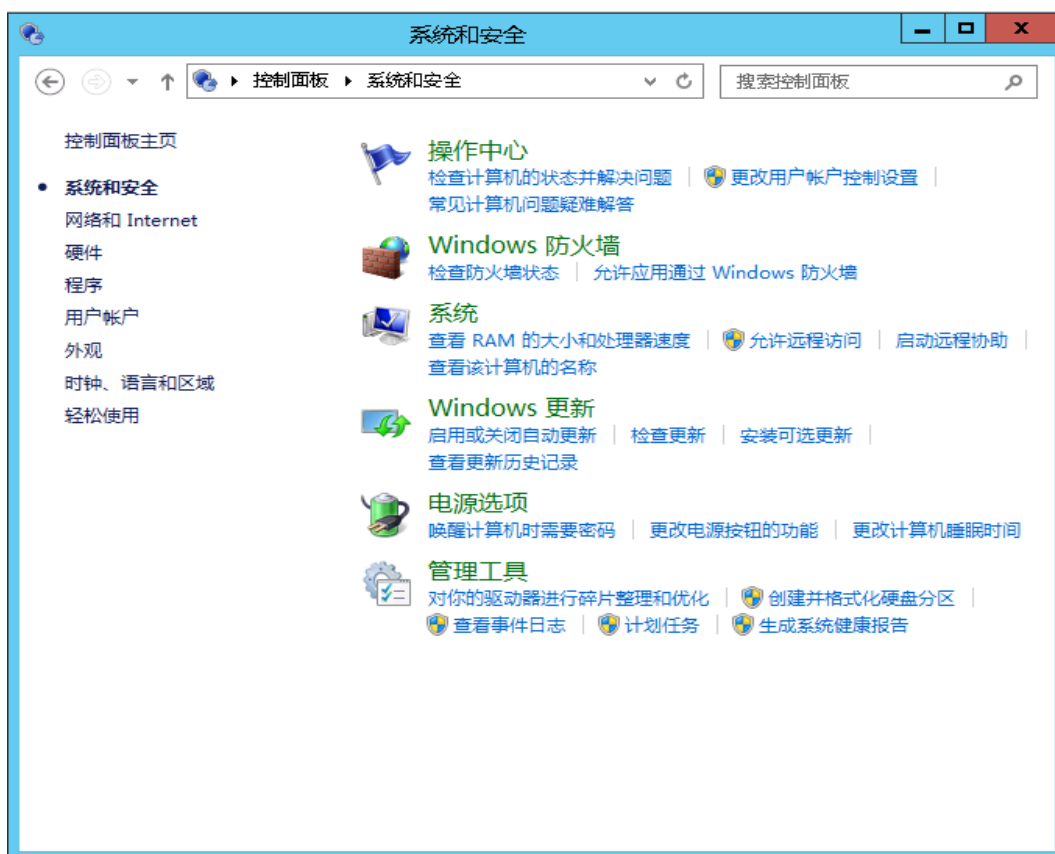 系统和安全
控制面板 系统和安全
搜索控制面板
控制面板主页
系统和安全
网络和 Internet
硬件
程序
用户帐户
外观
时钟、语言和区域
轻松使用
操作中心
检查计算机的状态并解决问题 更改用户帐户控制设置
常见计算机问题疑难解答
Windows 防火墙
检查防火墙状态 允许应用通过 Windows 防火墙
系统
查看 RAM 的大小和处理器速度 允许远程访问 启动远程协助
查看该计算机的名称
Windows 更新
启用或关闭自动更新 检查更新 安装可选更新
查看更新历史记录
电源选项
唤醒计算机时需要密码 更改电源按钮的功能 更改计算机睡眠时间
管理工具
对你的驱动器进行碎片整理和优化 创建并格式化硬盘分区
查看事件日志 计划任务 生成系统健康报告